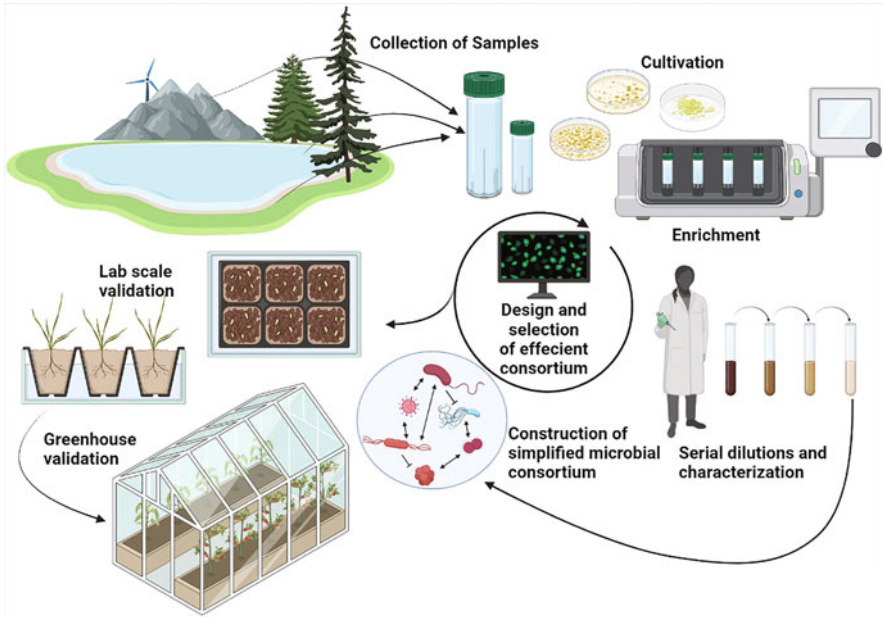 Collection of Samples
Cultivation
Enrichment
Lab scale
validation
Design and
selection
of effecient
consortium
Greenhouse
validation
Construction of
simplified microbial
consortium
Serial dilutions and
characterization